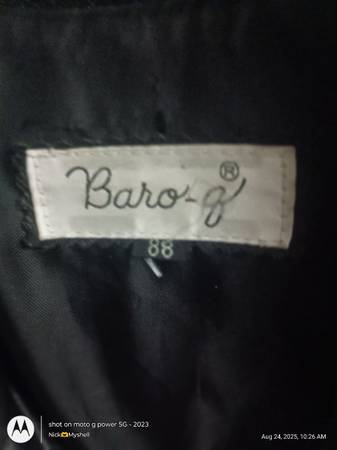 Baro-q®
88
shot on moto g power 5G - 2023
Nick🫶Myshell
Aug 24, 2025, 10:26 AM